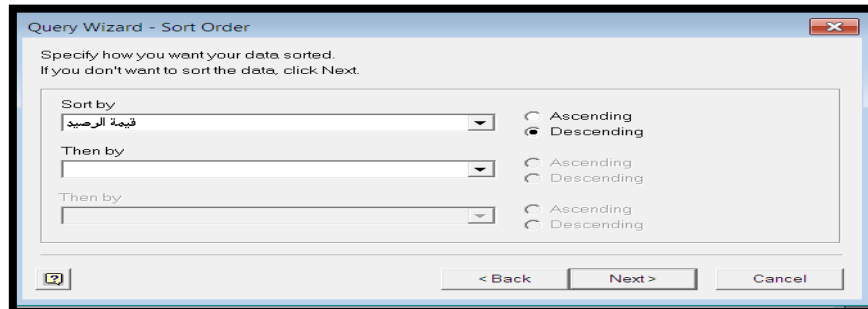 Query Wizard - Sort Order
Specify how you want your data sorted.
If you don't want to sort the data, click Next.
Sort by
قيمة الرصيد
Ascending
Descending
Then by
Ascending
Descending
Then by
Ascending
Descending
< Back
Next >
Cancel